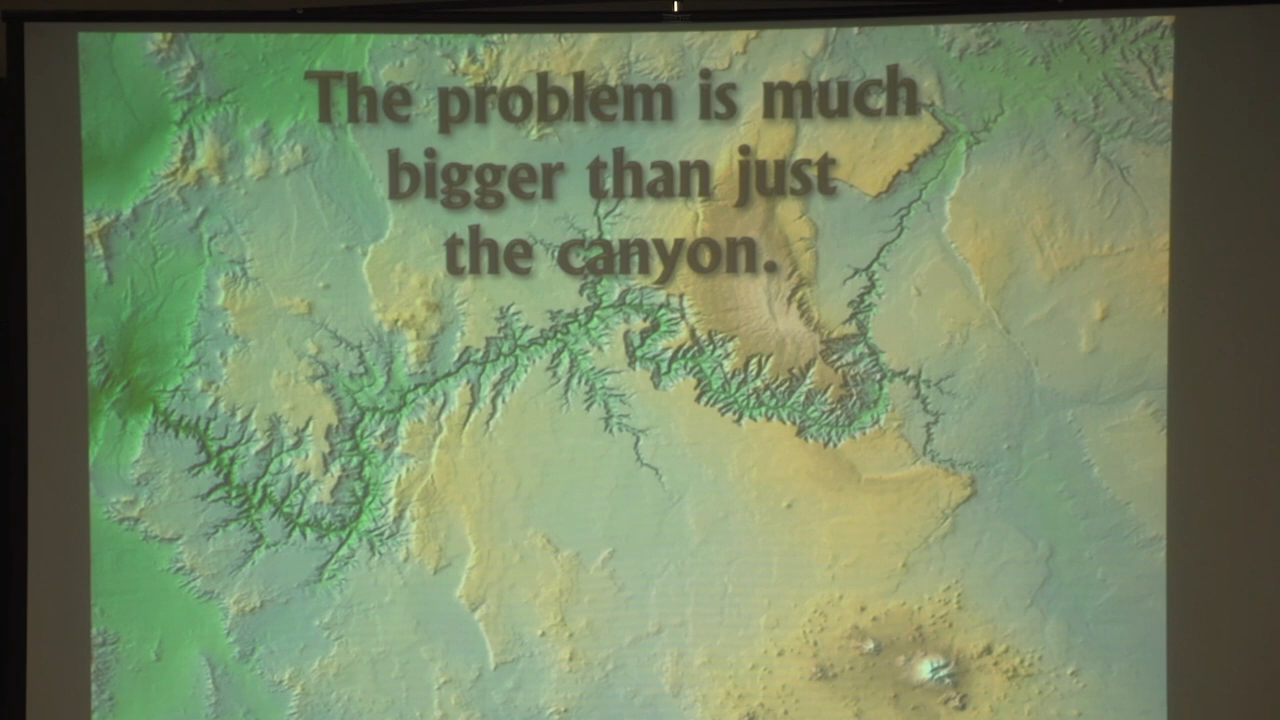 The problem is much
bigger than just
the canyon.